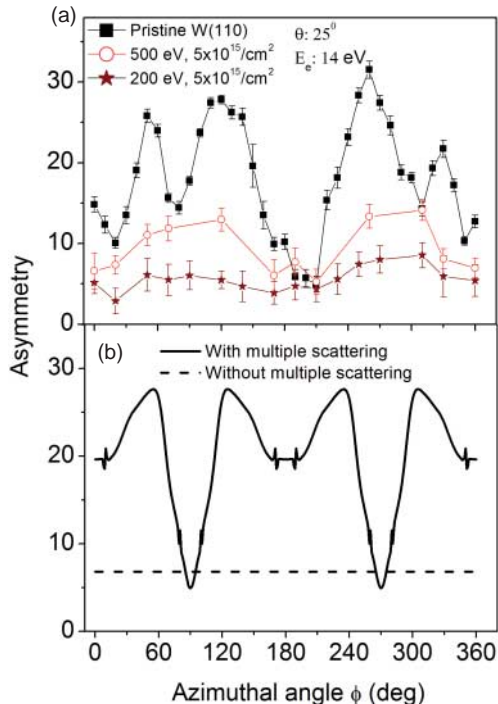 (a)
Pristine W(110)
500 eV, 5x10¹⁵/cm²
200 eV, 5x10¹⁵/cm²
θ: 25⁰
Eₑ: 14 eV
30
20
10
0
Asymmetry
(b)
With multiple scattering
Without multiple scattering
30
20
10
0
0 60 120 180 240 300 360
Azimuthal angle ϕ (deg)